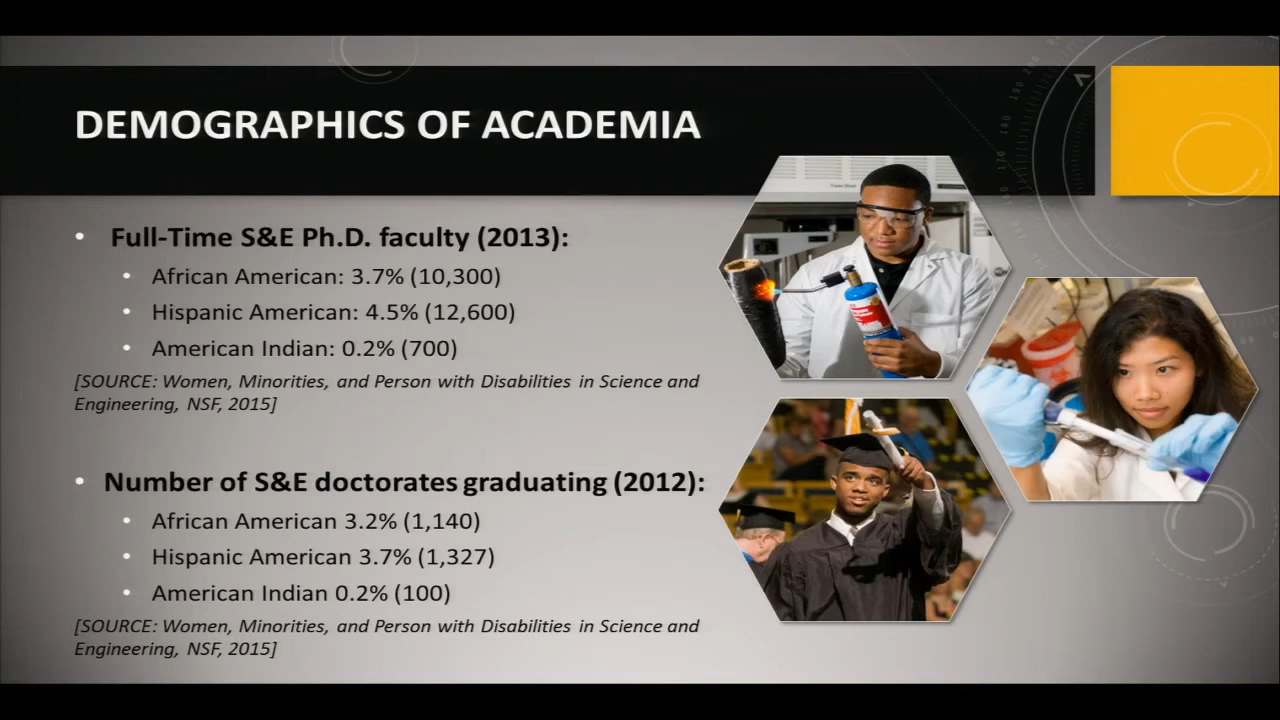 DEMOGRAPHICS OF ACADEMIA
• Full-Time S&E Ph.D. faculty (2013):
• African American: 3.7% (10,300)
• Hispanic American: 4.5% (12,600)
• American Indian: 0.2% (700)
[SOURCE: Women, Minorities, and Person with Disabilities in Science and
Engineering, NSF, 2015]
• Number of S&E doctorates graduating (2012):
• African American 3.2% (1,140)
• Hispanic American 3.7% (1,327)
• American Indian 0.2% (100)
[SOURCE: Women, Minorities, and Person with Disabilities in Science and
Engineering, NSF, 2015]